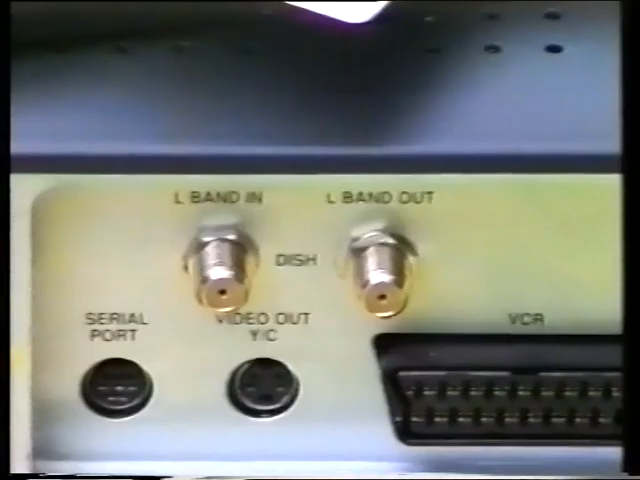 L BAND IN
L BAND OUT
DISH
SERIAL
PORT
VIDEO OUT
Y/C
VCR